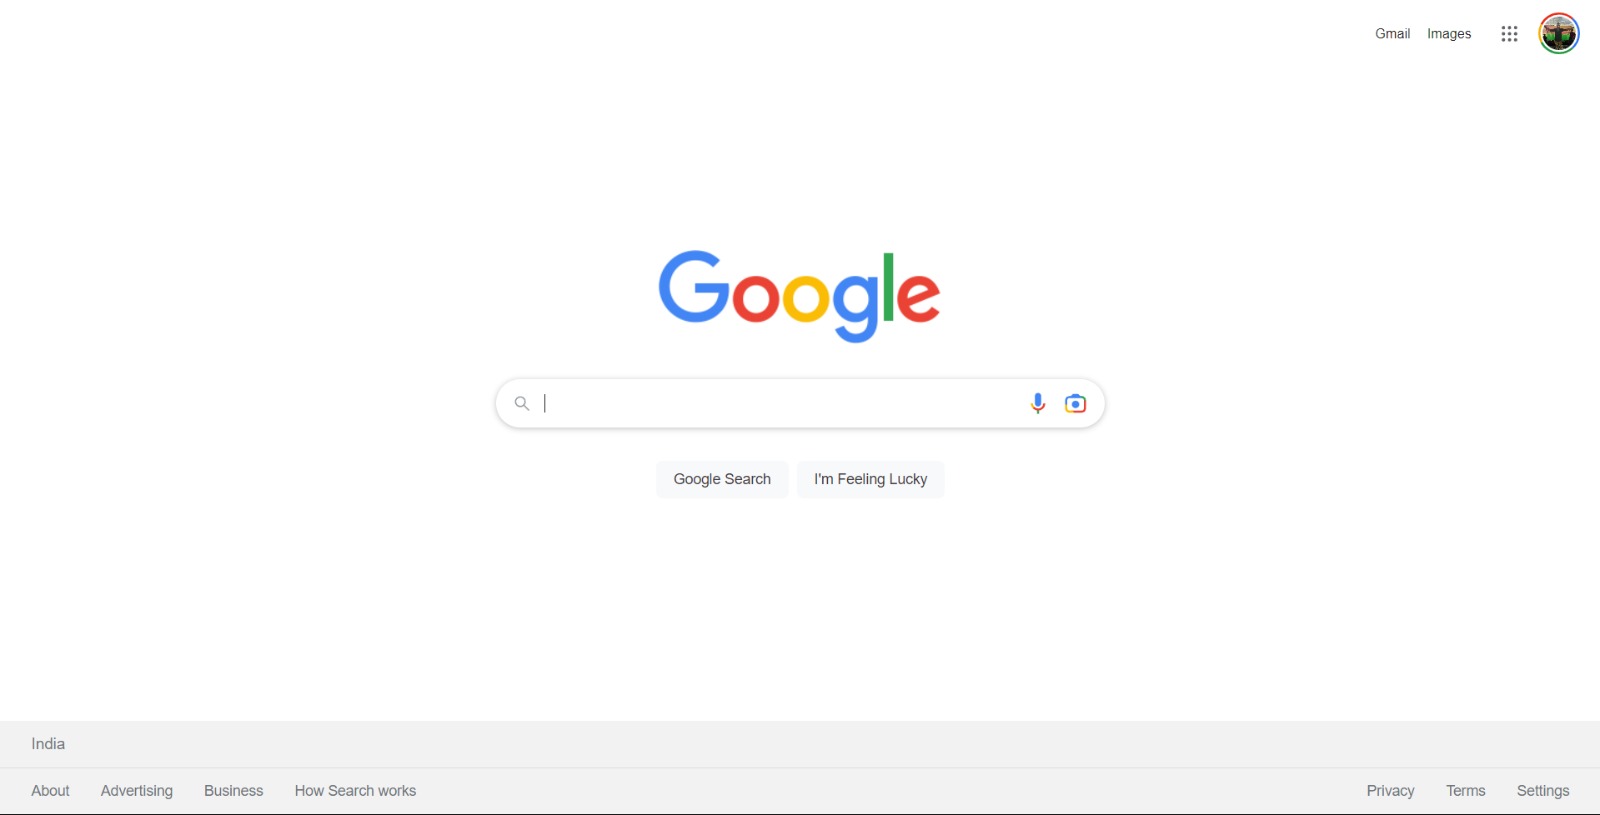 Gmail Images
Google
Google Search I'm Feeling Lucky
India
About Advertising Business How Search works Privacy Terms Settings